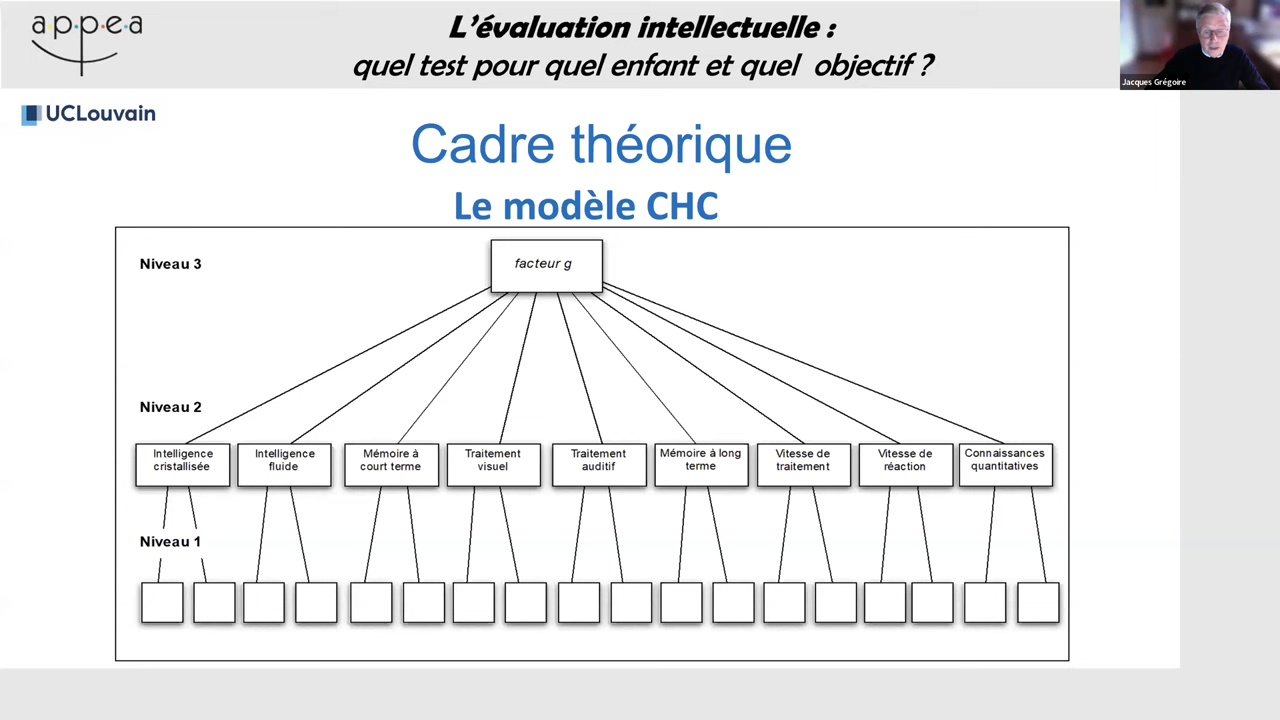 a·p·p·e·a
L'évaluation intellectuelle :
quel test pour quel enfant et quel objectif ?
Jacques Grégoire
UCLouvain
Cadre théorique
Le modèle CHC
Niveau 3
facteur g
Niveau 2
Intelligence
cristallisée
Intelligence
fluide
Mémoire à
court terme
Traitement
visuel
Traitement
auditif
Mémoire à long
terme
Vitesse de
traitement
Vitesse de
réaction
Connaissances
quantitatives
Niveau 1